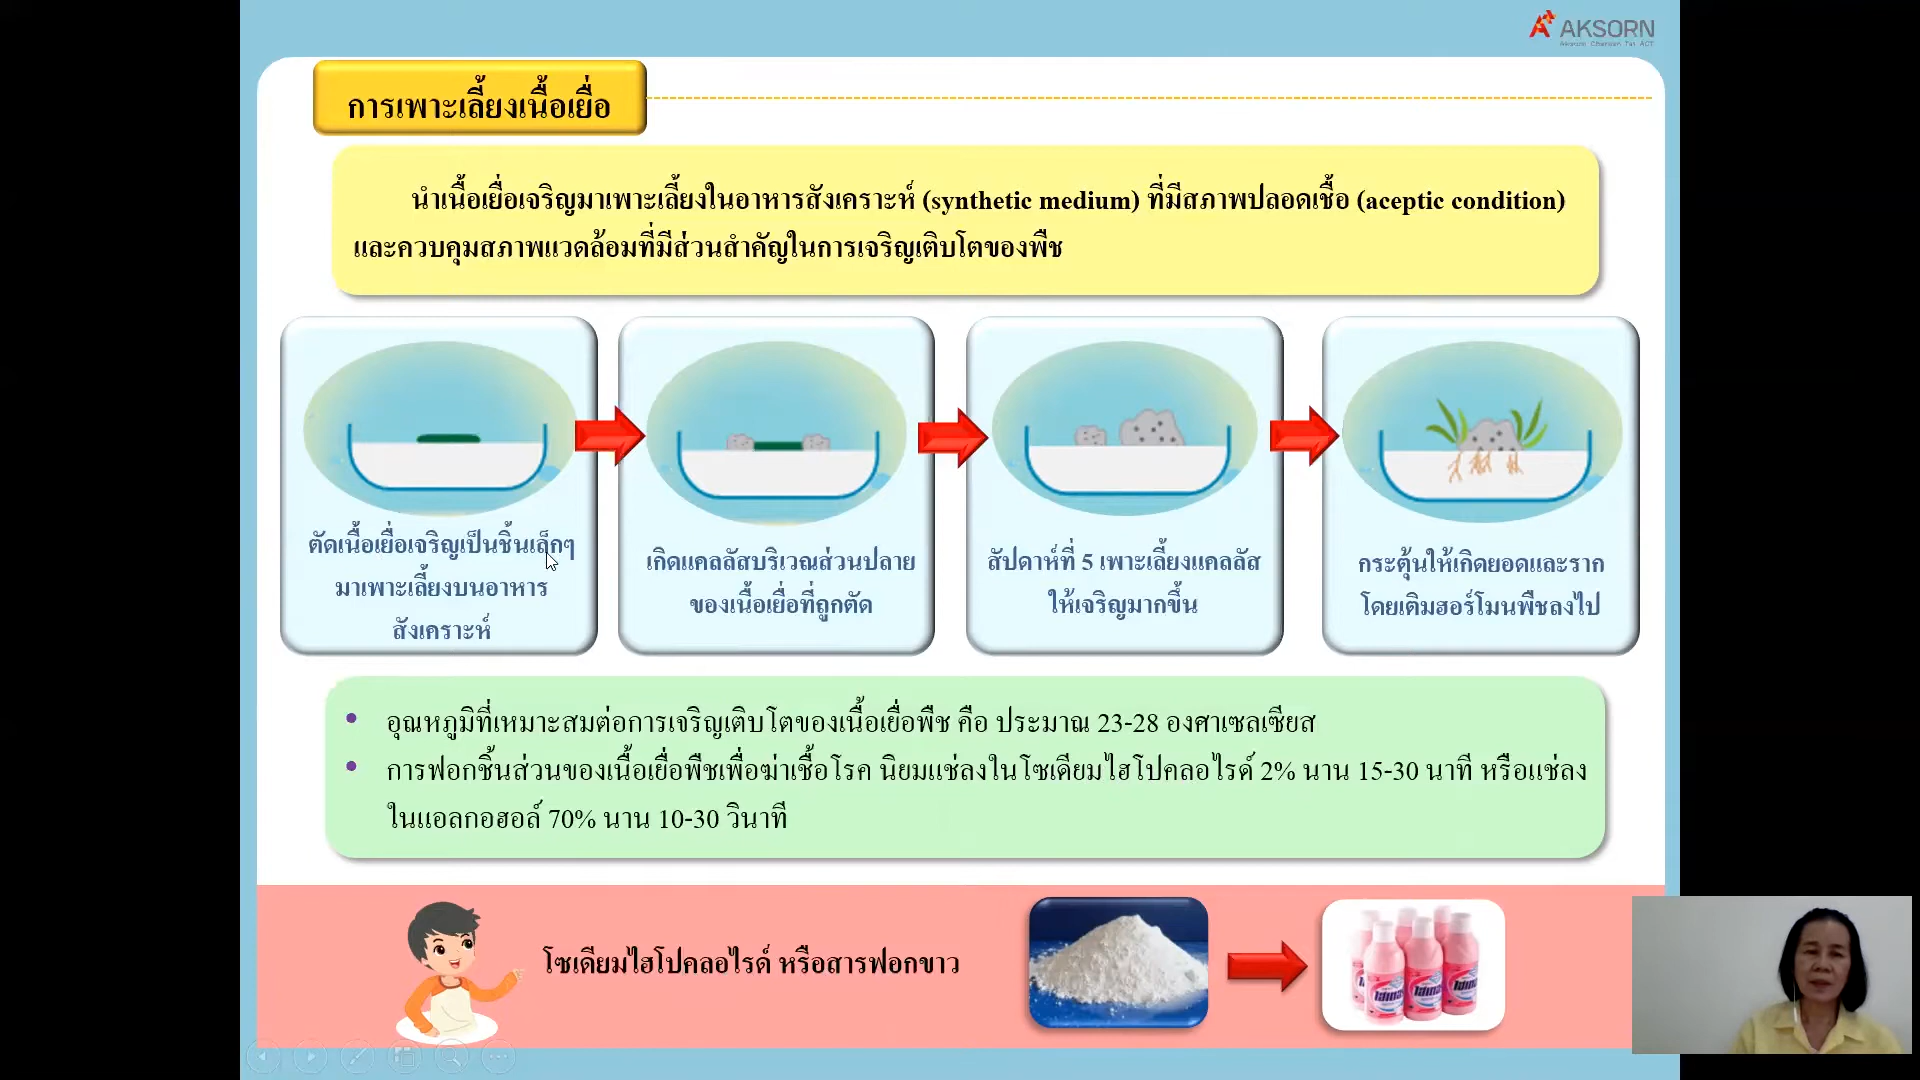 AKSORN
Aksorn Charoen Tat ACT
การเพาะเลี้ยงเนื้อเยื่อ
นำเนื้อเยื่อเจริญมาเพาะเลี้ยงในอาหารสังเคราะห์ (synthetic medium) ที่มีสภาพปลอดเชื้อ (aceptic condition)
และควบคุมสภาพแวดล้อมที่มีส่วนสำคัญในการเจริญเติบโตของพืช
ตัดเนื้อเยื่อเจริญเป็นชิ้นเล็กๆ
มาเพาะเลี้ยงบนอาหาร
สังเคราะห์
เกิดแคลลัสบริเวณส่วนปลาย
ของเนื้อเยื่อที่ถูกตัด
สัปดาห์ที่ 5 เพาะเลี้ยงแคลลัส
ให้เจริญมากขึ้น
กระตุ้นให้เกิดยอดและราก
โดยเติมฮอร์โมนพืชลงไป
• อุณหภูมิที่เหมาะสมต่อการเจริญเติบโตของเนื้อเยื่อพืช คือ ประมาณ 23-28 องศาเซลเซียส
• การฟอกชิ้นส่วนของเนื้อเยื่อพืชเพื่อฆ่าเชื้อโรค นิยมแช่ลงในโซเดียมไฮโปคลอไรด์ 2% นาน 15-30 นาที หรือแช่ลง
ในแอลกอฮอล์ 70% นาน 10-30 วินาที
โซเดียมไฮโปคลอไรด์ หรือสารฟอกขาว
ไฮเตอร์